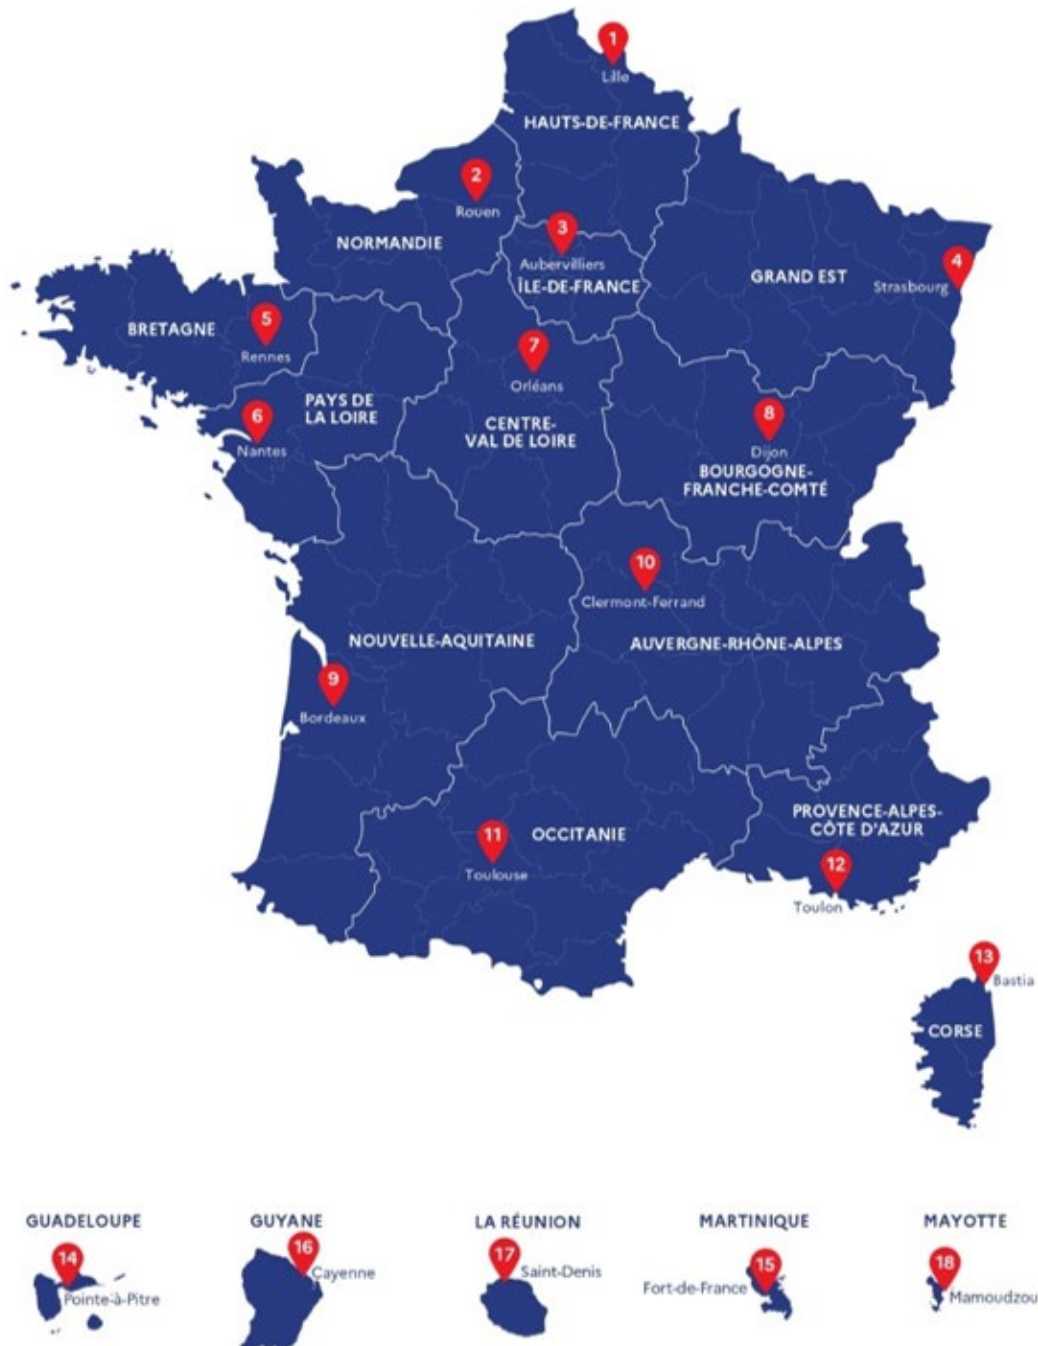 1
Lille
HAUTS-DE-FRANCE
2
Rouen
NORMANDIE
3
Aubervilliers
ÎLE-DE-FRANCE
GRAND EST
4
Strasbourg
BRETAGNE
5
Rennes
PAYS DE
LA LOIRE
6
Nantes
7
Orléans
CENTRE-
VAL DE LOIRE
8
Dijon
BOURGOGNE-
FRANCHE-COMTÉ
10
Clermont-Ferrand
NOUVELLE-AQUITAINE
AUVERGNE-RHÔNE-ALPES
9
Bordeaux
11
Toulouse
OCCITANIE
PROVENCE-ALPES-
CÔTE D'AZUR
12
Toulon
13
Bastia
CORSE
GUADELOUPE
14
Pointe-à-Pitre
GUYANE
16
Cayenne
LA RÉUNION
17
Saint-Denis
MARTINIQUE
15
Fort-de-France
MAYOTTE
18
Mamoudzou